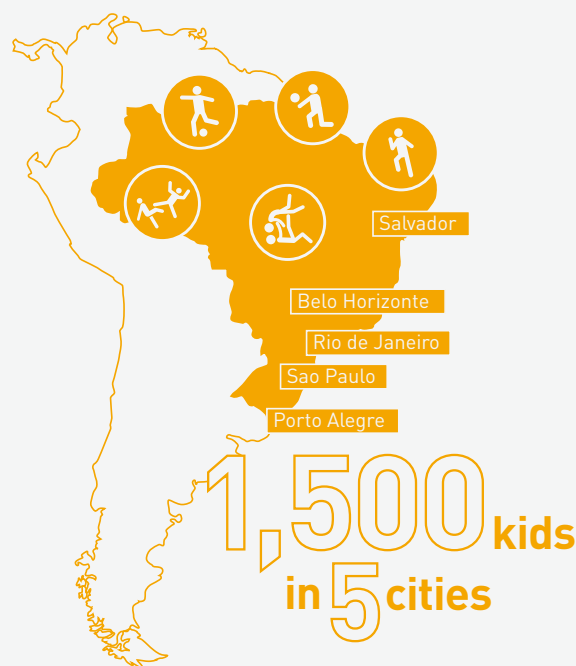 Salvador
Belo Horizonte
Rio de Janeiro
Sao Paulo
Porto Alegre
1,500 kids
in 5 cities